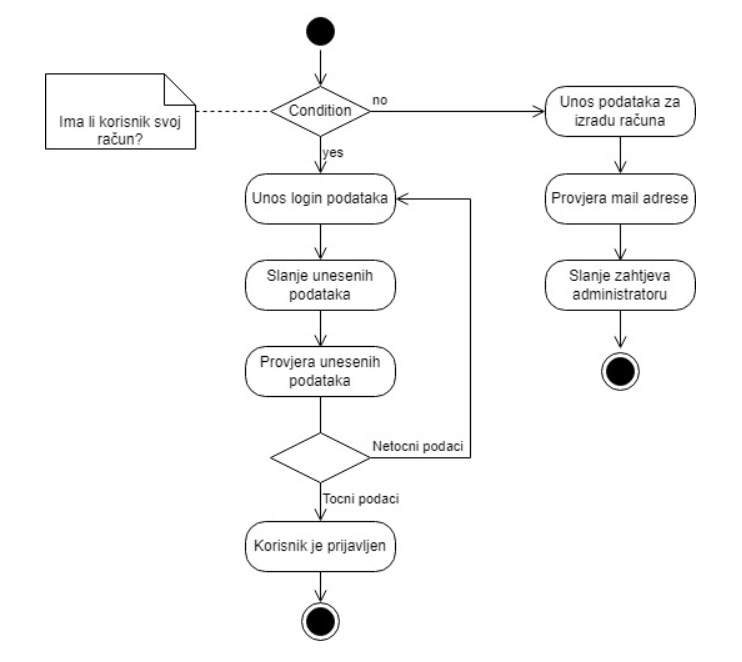 Ima li korisnik svoj
račun?
Condition
no
yes
Unos podataka za
izradu računa
Unos login podataka
Provjera mail adrese
Slanje unesenih
podataka
Slanje zahtjeva
administratoru
Provjera unesenih
podataka
Netocni podaci
Tocni podaci
Korisnik je prijavljen